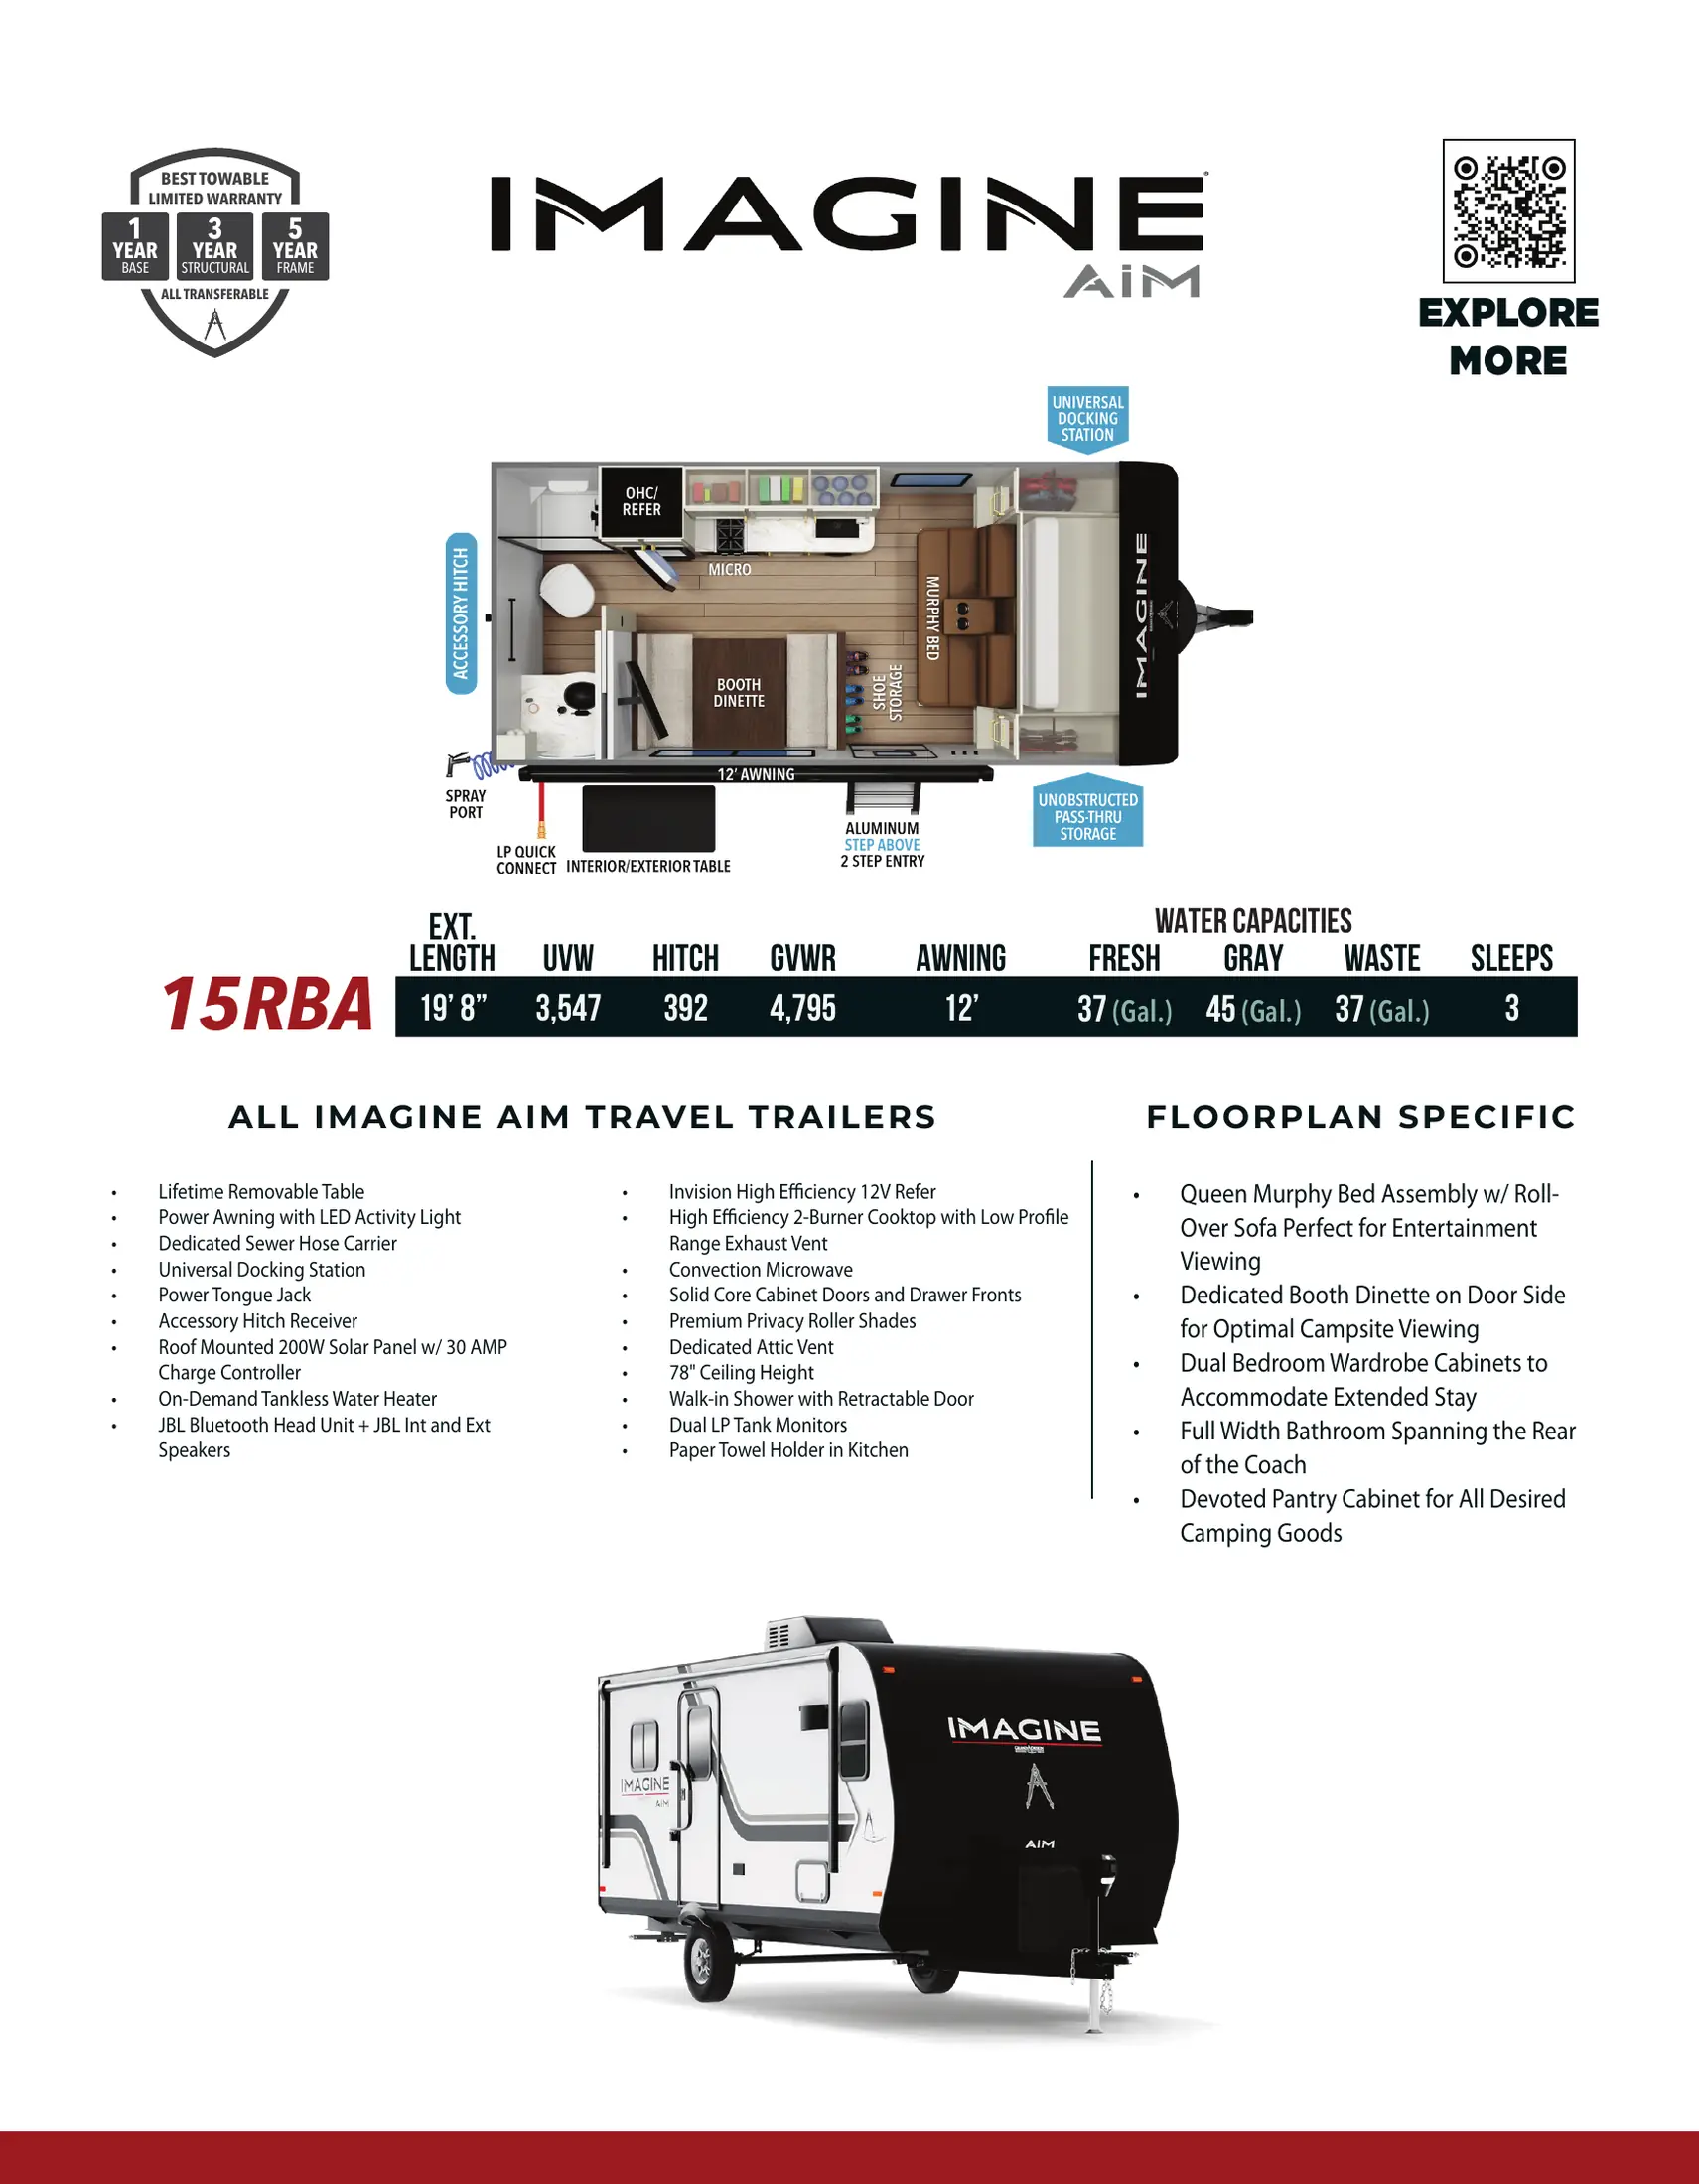 BEST TOWABLE
LIMITED WARRANTY
1 YEAR BASE
3 YEAR STRUCTURAL
5 YEAR FRAME
ALL TRANSFERABLE
IMAGINE®
AiM
EXPLORE
MORE
UNIVERSAL
DOCKING
STATION
OHC/
REFER
MICRO
ACCESSORY HITCH
MURPHY BED
IMAGINE
BOOTH
DINETTE
SHOE
STORAGE
12’ AWNING
SPRAY
PORT
LP QUICK
CONNECT
INTERIOR/EXTERIOR TABLE
ALUMINUM
STEP ABOVE
2 STEP ENTRY
UNOBSTRUCTED
PASS-THRU
STORAGE
WATER CAPACITIES
EXT.
LENGTH UVW HITCH GVWR AWNING FRESH GRAY WASTE SLEEPS
15RBA 19’ 8” 3,547 392 4,795 12’ 37 (Gal.) 45 (Gal.) 37 (Gal.) 3
ALL IMAGINE AIM TRAVEL TRAILERS
• Lifetime Removable Table
• Power Awning with LED Activity Light
• Dedicated Sewer Hose Carrier
• Universal Docking Station
• Power Tongue Jack
• Accessory Hitch Receiver
• Roof Mounted 200W Solar Panel w/ 30 AMP
Charge Controller
• On-Demand Tankless Water Heater
• JBL Bluetooth Head Unit + JBL Int and Ext
Speakers
• Invision High Efficiency 12V Refer
• High Efficiency 2-Burner Cooktop with Low Profile
Range Exhaust Vent
• Convection Microwave
• Solid Core Cabinet Doors and Drawer Fronts
• Premium Privacy Roller Shades
• Dedicated Attic Vent
• 78" Ceiling Height
• Walk-in Shower with Retractable Door
• Dual LP Tank Monitors
• Paper Towel Holder in Kitchen
FLOORPLAN SPECIFIC
• Queen Murphy Bed Assembly w/ Roll-
Over Sofa Perfect for Entertainment
Viewing
• Dedicated Booth Dinette on Door Side
for Optimal Campsite Viewing
• Dual Bedroom Wardrobe Cabinets to
Accommodate Extended Stay
• Full Width Bathroom Spanning the Rear
of the Coach
• Devoted Pantry Cabinet for All Desired
Camping Goods
IMAGINE
AiM
IMAGINE
AiM